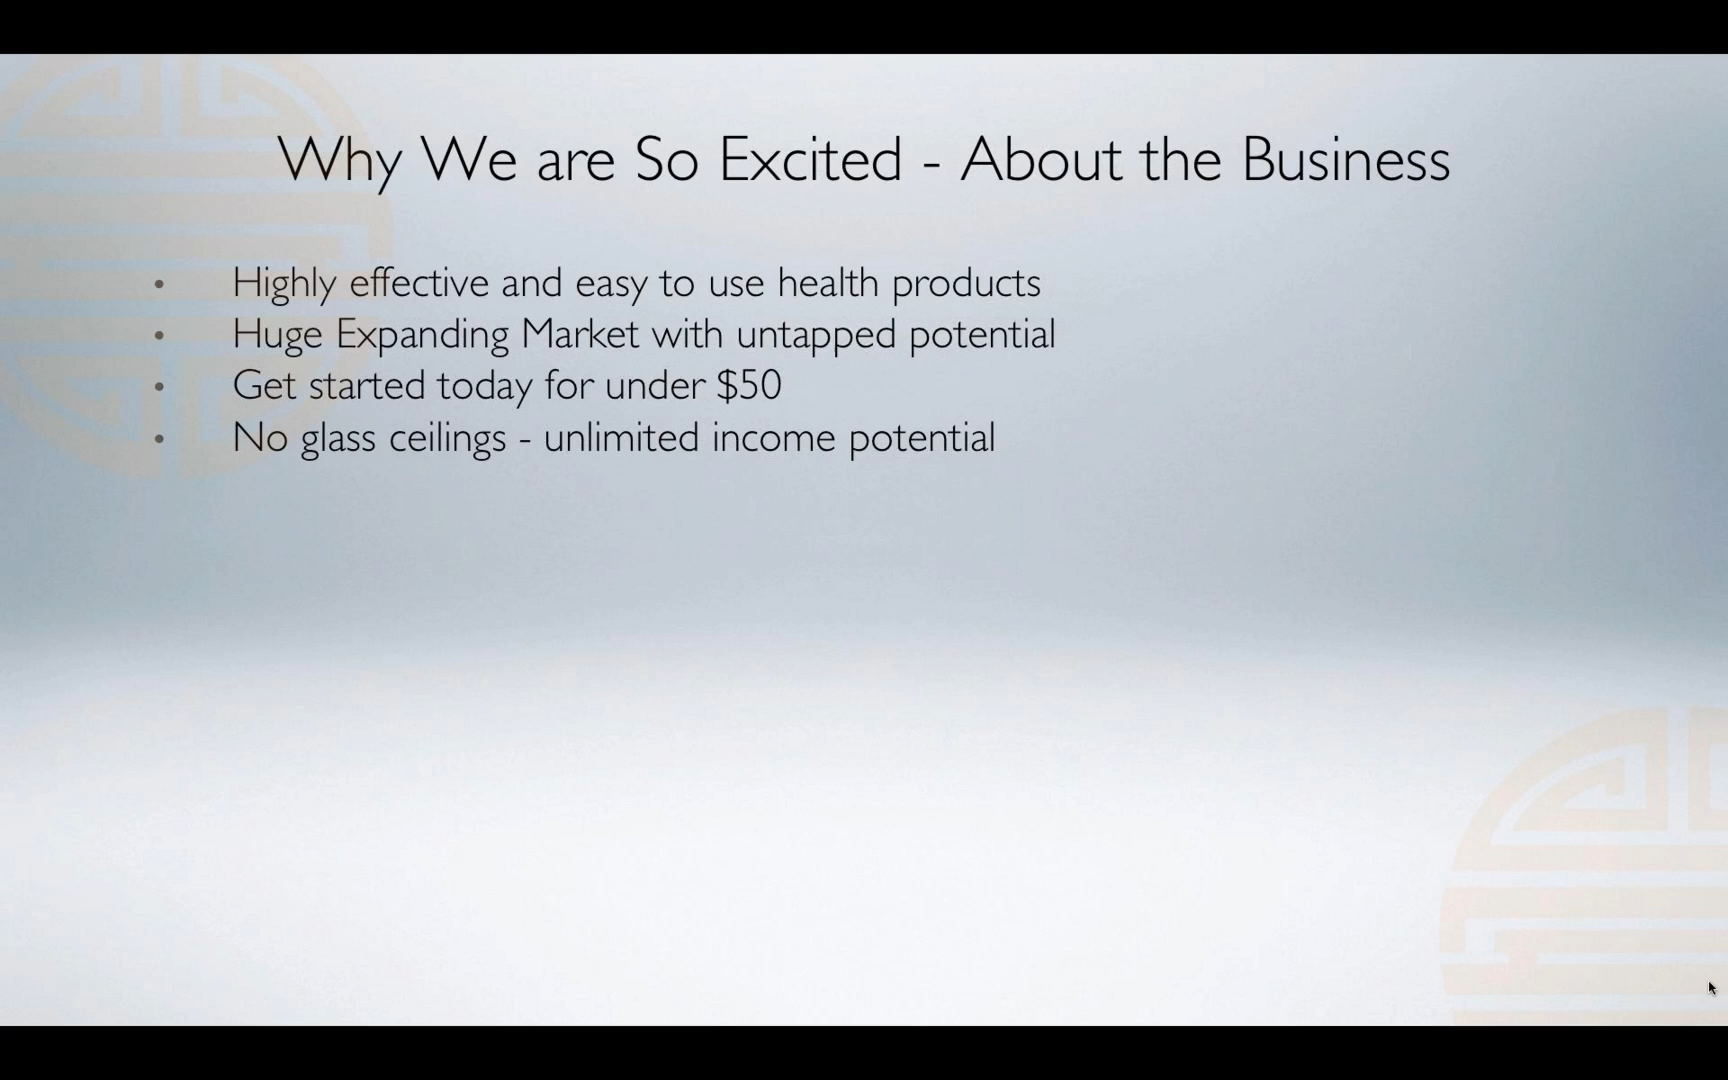 Why We are So Excited - About the Business
• Highly effective and easy to use health products
• Huge Expanding Market with untapped potential
• Get started today for under $50
• No glass ceilings - unlimited income potential